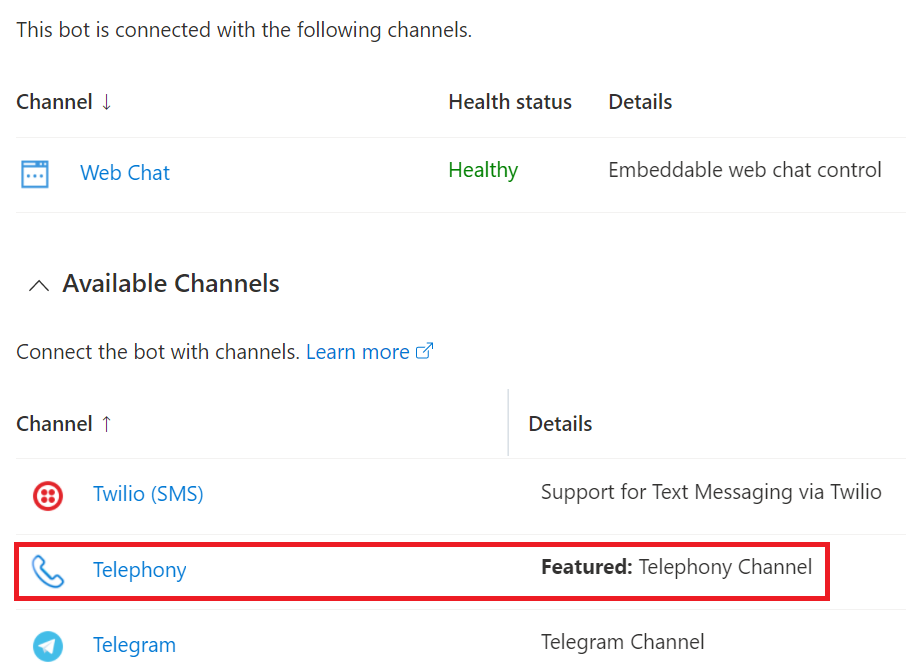 This bot is connected with the following channels.
Channel ↓ Health status Details
Web Chat Healthy Embeddable web chat control
Available Channels
Connect the bot with channels. Learn more
Channel ↑ Details
Twilio (SMS) Support for Text Messaging via Twilio
Telephony Featured: Telephony Channel
Telegram Telegram Channel